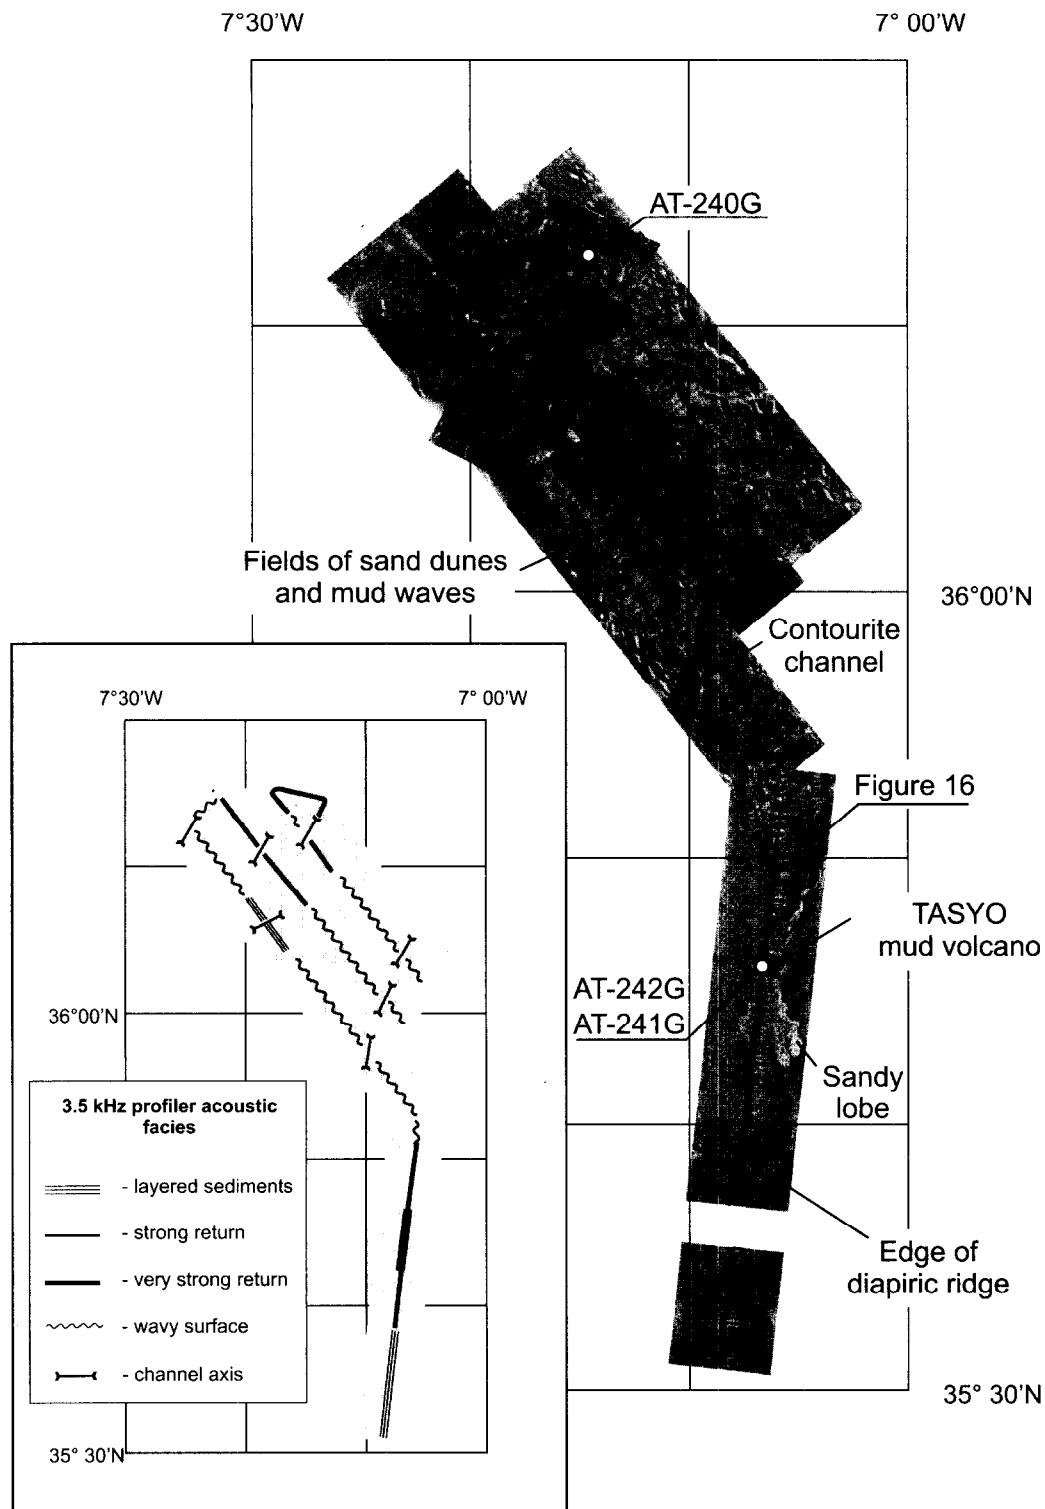 7°30'W
7° 00'W
AT-240G
Fields of sand dunes
and mud waves
36°00'N
Contourite
channel
Figure 16
TASYO
mud volcano
AT-242G
AT-241G
Sandy
lobe
Edge of
diapiric ridge
35° 30'N
7°30'W
7° 00'W
36°00'N
3.5 kHz profiler acoustic
facies
- layered sediments
- strong return
- very strong return
- wavy surface
- channel axis
35° 30'N